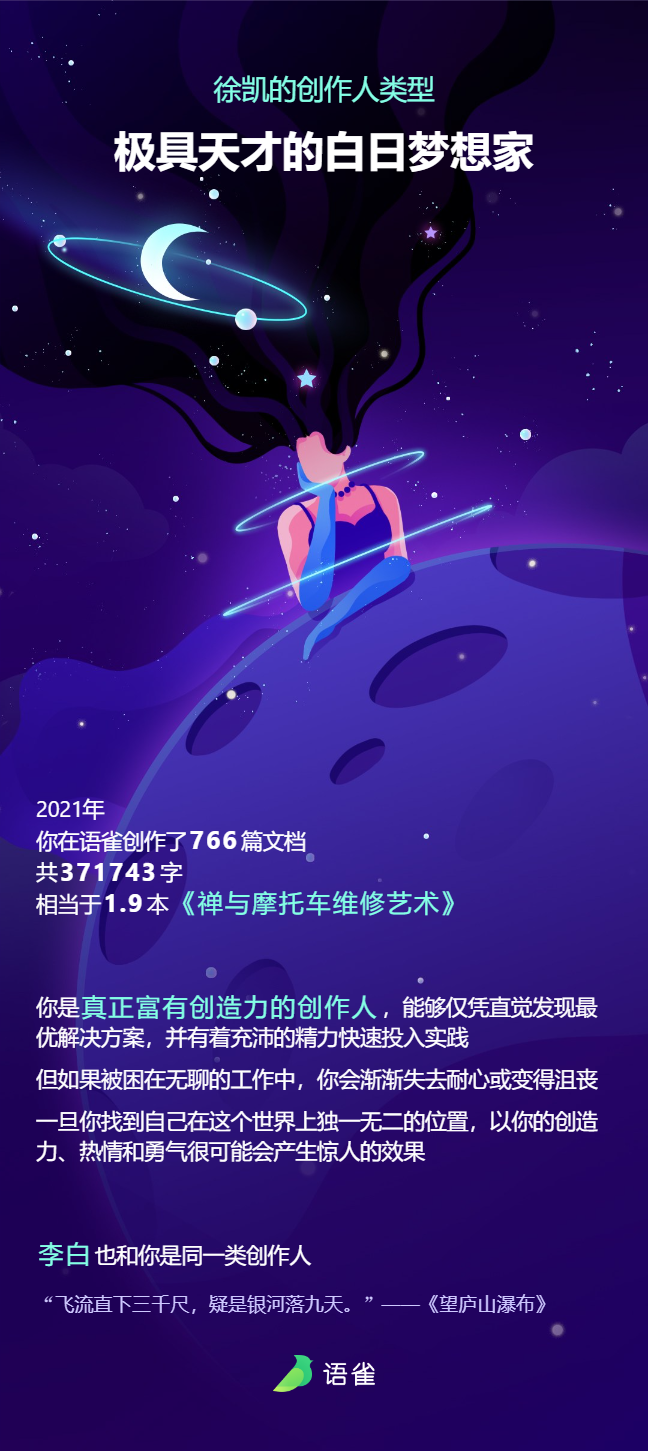 徐凯的创作人类型
极具天才的白日梦想家
2021年
你在语雀创作了766篇文档
共371743字
相当于1.9本《禅与摩托车维修艺术》
你是真正富有创造力的创作人，能够仅凭直觉发现最
优解决方案，并有着充沛的精力快速投入实践
但如果被困在无聊的工作中，你会渐渐失去耐心或变得沮丧
一旦你找到自己在这个世界上独一无二的位置，以你的创造
力、热情和勇气很可能会产生惊人的效果
李白也和你是同一类创作人
“飞流直下三千尺，疑是银河落九天。”——《望庐山瀑布》
语雀